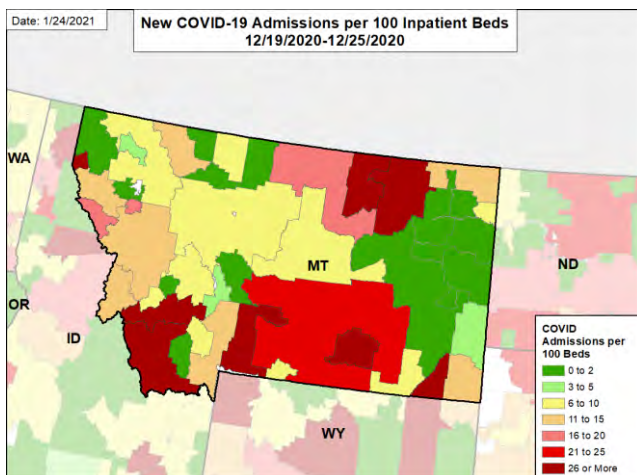 Date: 1/24/2021
New COVID-19 Admissions per 100 Inpatient Beds
12/19/2020-12/25/2020
WA
MT
ND
OR
ID
WY
COVID
Admissions per
100 Beds
0 to 2
3 to 5
6 to 10
11 to 15
16 to 20
21 to 25
26 or More